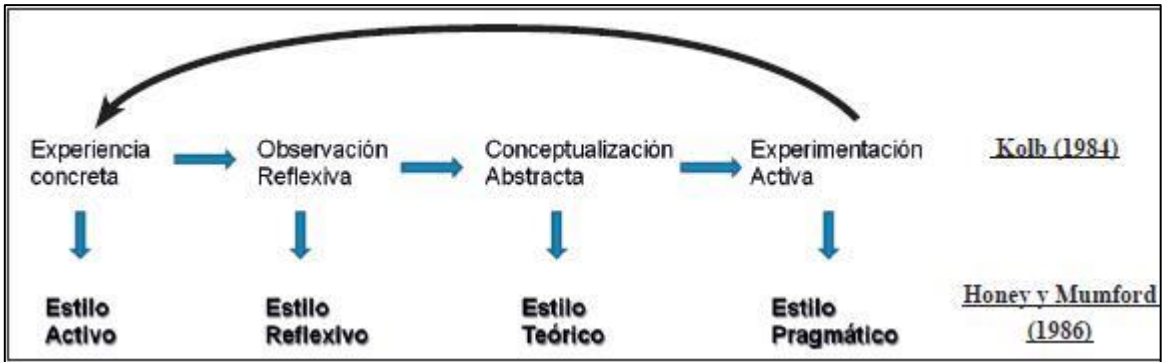 Experiencia
concreta
Observación
Reflexiva
Conceptualización
Abstracta
Experimentación
Activa
Kolb (1984)
Estilo
Activo
Estilo
Reflexivo
Estilo
Teórico
Estilo
Pragmático
Honey y Mumford
(1986)